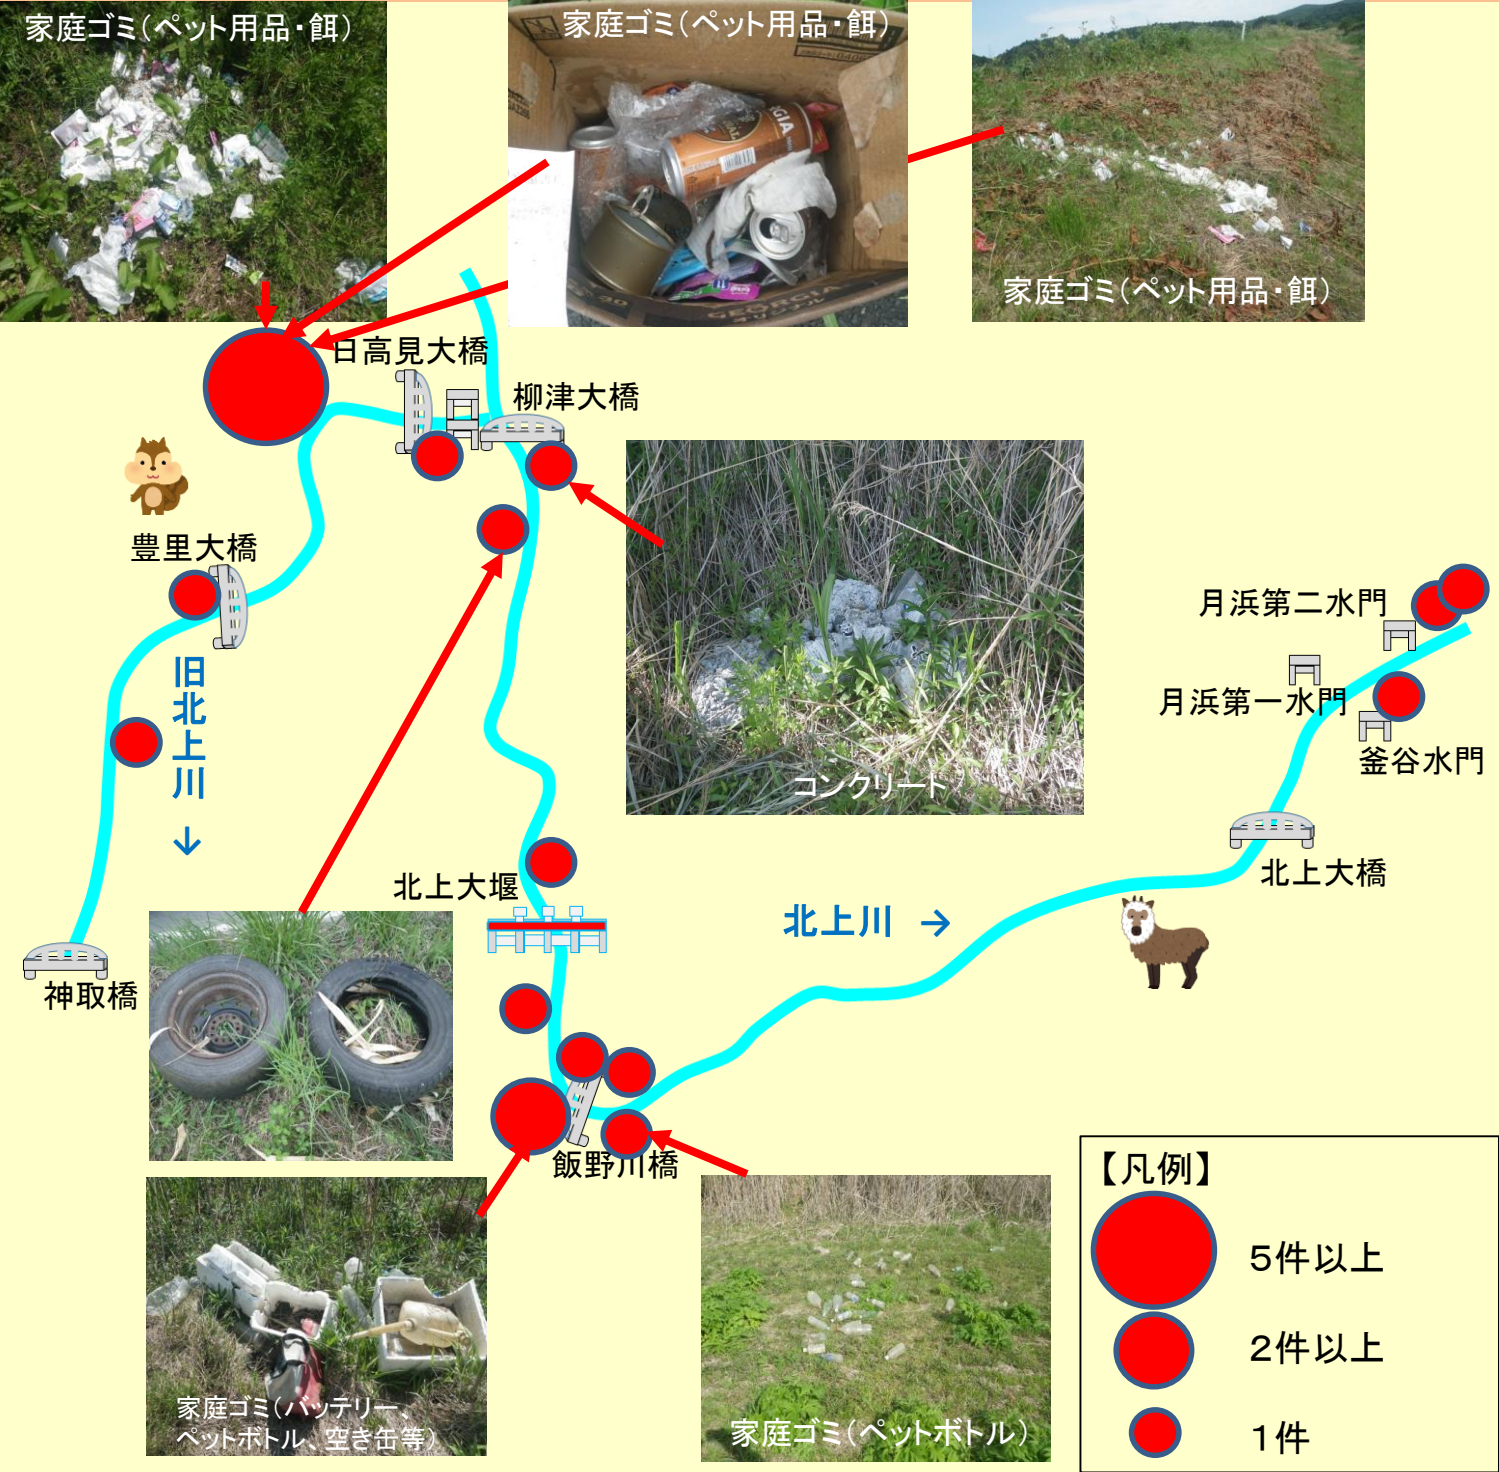 家庭ゴミ（ペット用品・餌）
家庭ゴミ（ペット用品・餌）
家庭ゴミ（ペット用品・餌）
GEORGIA
日高見大橋
柳津大橋
豊里大橋
旧北上川
↓
コンクリート
月浜第二水門
月浜第一水門
釜谷水門
北上大橋
北上大堰
北上川 →
神取橋
飯野川橋
家庭ゴミ（バッテリー、
ペットボトル、空き缶等）
家庭ゴミ（ペットボトル）
【凡例】
5件以上
2件以上
1件